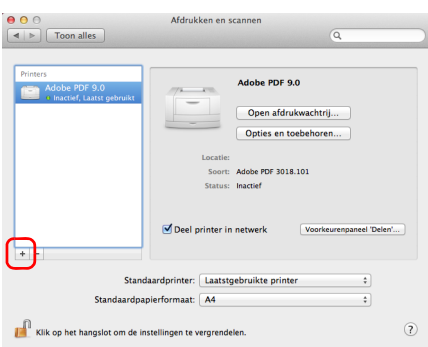 Afdrukken en scannen
Toon alles
Printers
Adobe PDF 9.0
Inactief, Laatst gebruikt
Adobe PDF 9.0
Open afdrukwachtrij...
Opties en toebehoren...
Locatie:
Soort: Adobe PDF 3018.101
Status: Inactief
Deel printer in netwerk
Voorkeurenpaneel 'Delen'...
+ −
Standaardprinter: Laatstgebruikte printer
Standaardpapierformaat: A4
Klik op het hangslot om de instellingen te vergrendelen.
?